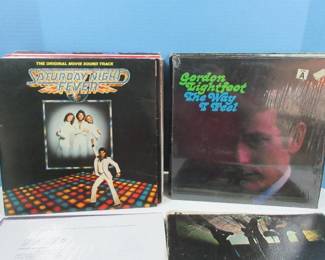 THE ORIGINAL MOVIE SOUND TRACK
SATURDAY NIGHT
FEVER
Gordon
Lightfoot
The Way
I Feel